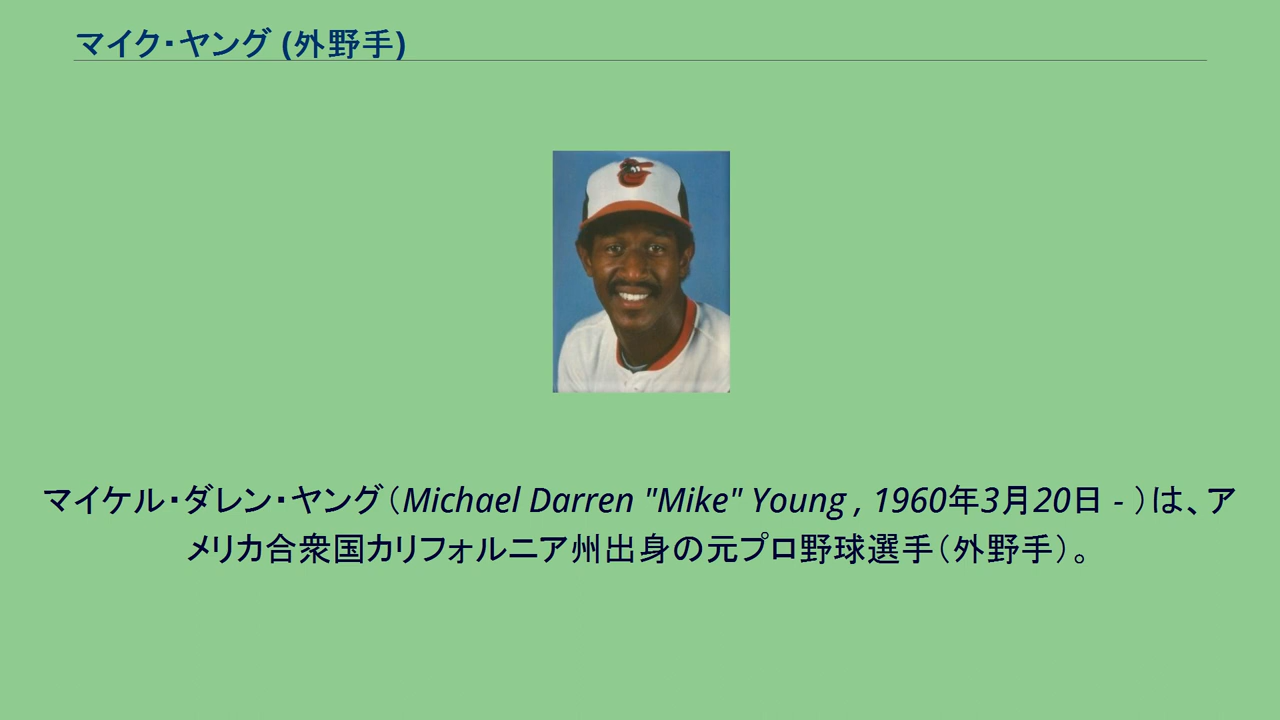 マイク・ヤング (外野手)
マイケル・ダレン・ヤング（Michael Darren "Mike" Young , 1960年3月20日 - ）は、ア
メリカ合衆国カリフォルニア州出身の元プロ野球選手（外野手）。